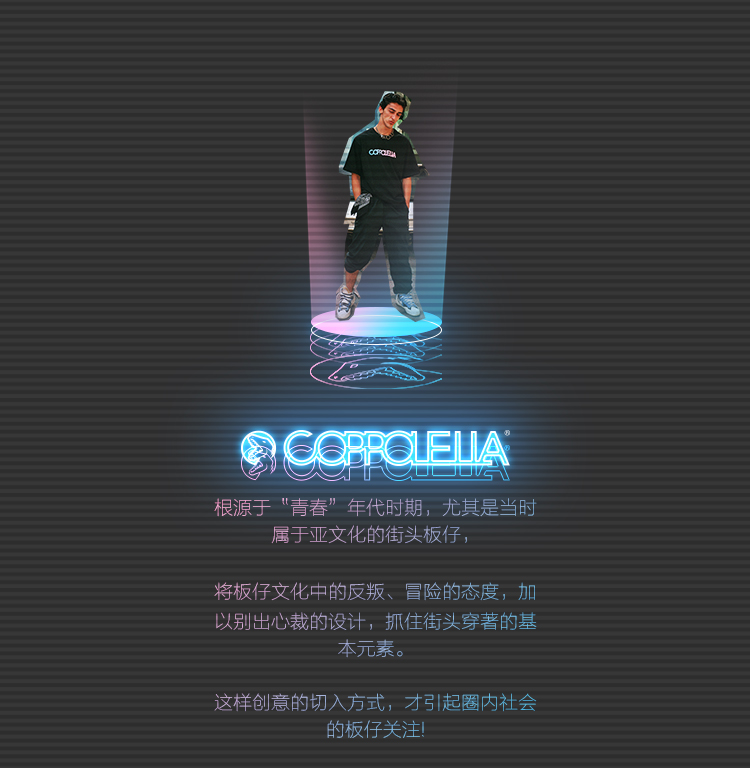 COPPOLELLA
COPPOLELLA®
根源于“青春”年代时期，尤其是当时
属于亚文化的街头板仔，
将板仔文化中的反叛、冒险的态度，加
以别出心裁的设计，抓住街头穿著的基
本元素。
这样创意的切入方式，才引起圈内社会
的板仔关注!